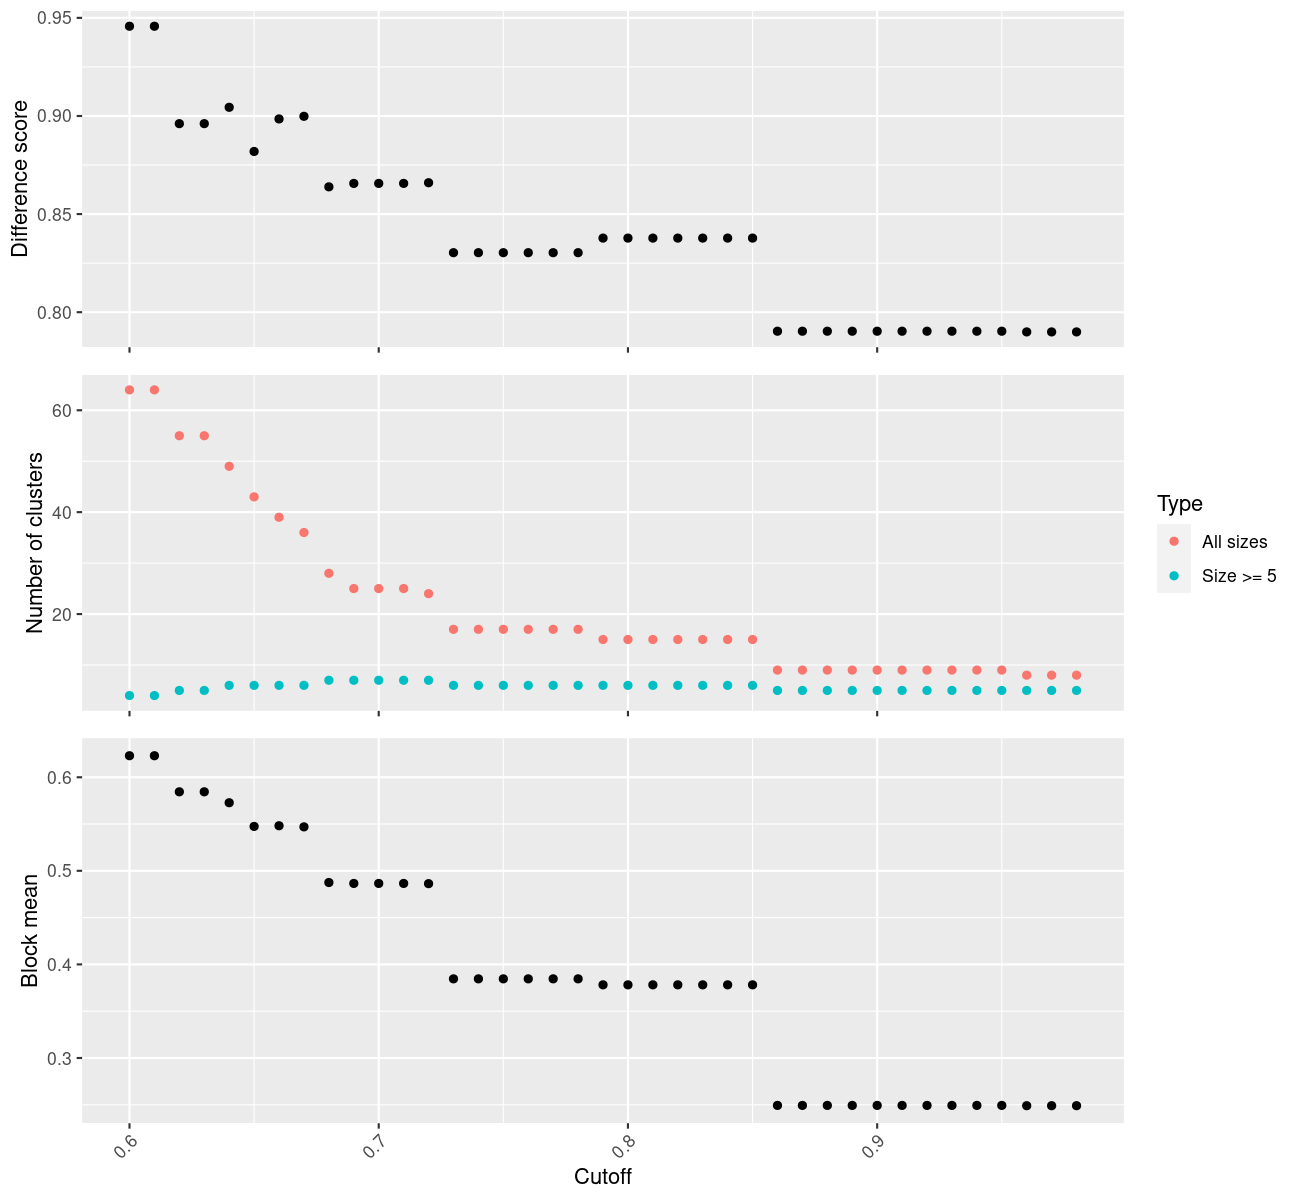 Difference score
0.95
0.90
0.85
0.80
Number of clusters
60
40
20
Type
All sizes
Size >= 5
Block mean
0.6
0.5
0.4
0.3
0.6
0.7
0.8
0.9
Cutoff